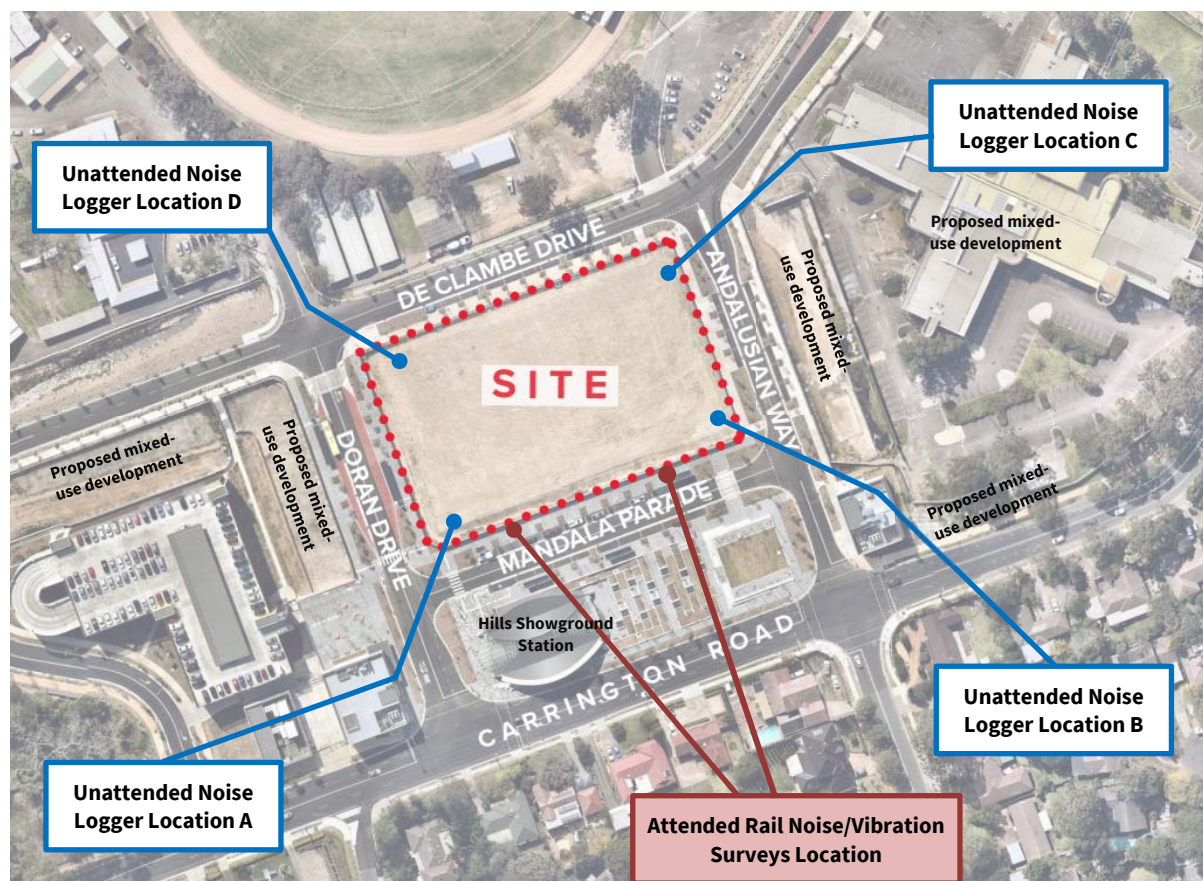 Unattended Noise
Logger Location C
Unattended Noise
Logger Location D
Proposed mixed-
use development
DE CLAMBE DRIVE
ANDALUSIAN WAY
Proposed mixed-
use development
SITE
Proposed mixed-
use development
Proposed mixed-
use development
DORAN DRIVE
MANDALA PARADE
Proposed mixed-
use development
Hills Showground
Station
CARRINGTON ROAD
Unattended Noise
Logger Location B
Unattended Noise
Logger Location A
Attended Rail Noise/Vibration
Surveys Location